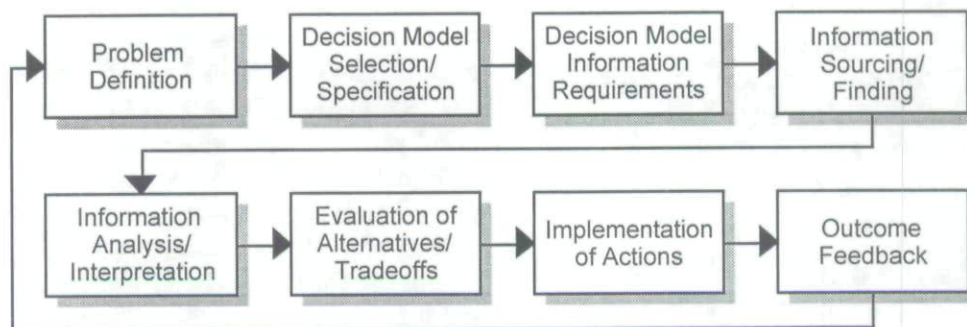 Problem
Definition
Decision Model
Selection/
Specification
Decision Model
Information
Requirements
Information
Sourcing/
Finding
Information
Analysis/
Interpretation
Evaluation of
Alternatives/
Tradeoffs
Implementation
of Actions
Outcome
Feedback